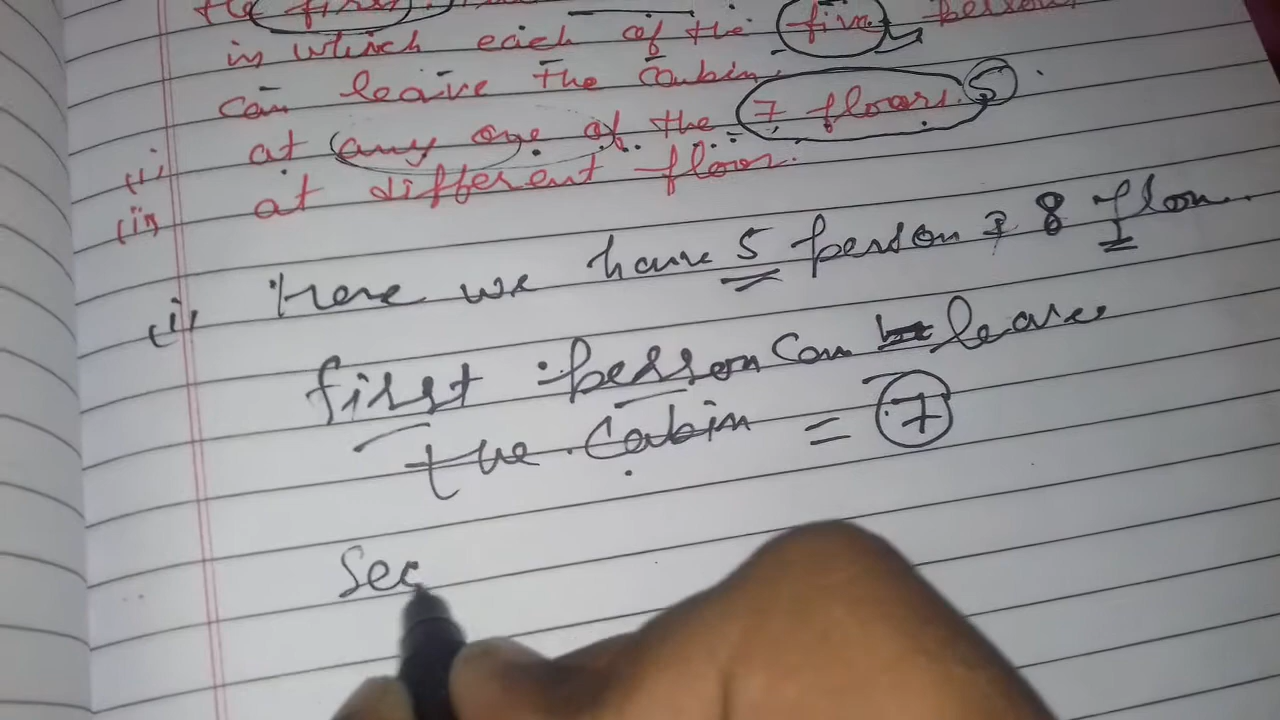 the first
in which each of the five person
can leave the cabin
(i) at any one of the 7 floors 5
(ii) at different floor.
(i) Here we have 5 person & 8 floor
first person can leave
the cabin = 7
Sec